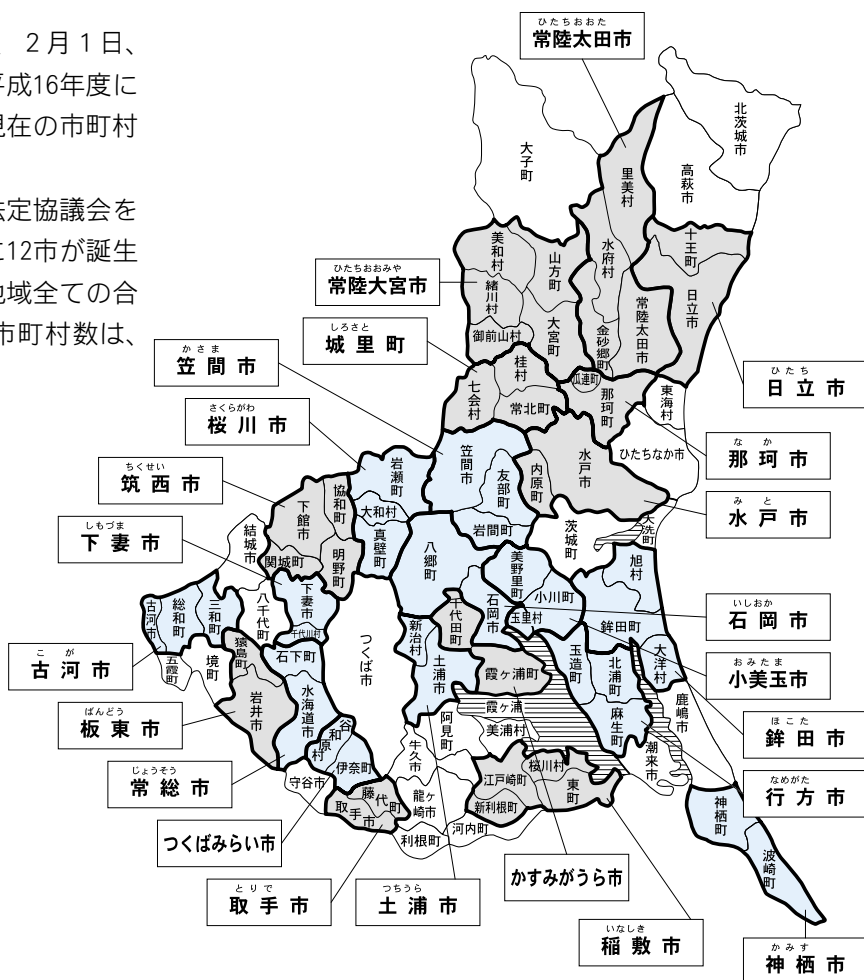 ２月１日、
平成16年度に
現在の市町村
法定協議会を
12市が誕生
地域全ての合
市町村数は、
ひたちおおた
常陸太田市
ひたちおおみや
常陸大宮市
しろさと
城里町
かさま
笠間市
さくらがわ
桜川市
ちくせい
筑西市
しもづま
下妻市
こが
古河市
ばんどう
板東市
じょうそう
常総市
つくばみらい市
とりで
取手市
つちうら
土浦市
かすみがうら市
いなしき
稲敷市
かみす
神栖市
なめがた
行方市
ほこた
鉾田市
おみたま
小美玉市
いしおか
石岡市
みと
水戸市
なか
那珂市
ひたち
日立市
北茨城市
高萩市
大子町
里美村
水府村
十王町
日立市
常陸太田市
金砂郷町
美和村
緒川村
山方町
大宮町
御前山村
桂村
七会村
常北町
瓜連町
那珂町
東海村
ひたちなか市
水戸市
内原町
笠間市
友部町
岩間町
茨城町
大洗町
旭村
鉾田町
大洋村
岩瀬町
大和村
真壁町
協和町
下館市
関城町
明野町
結城市
八千代町
下妻市
千代川村
八郷町
石岡市
美野里町
小川町
玉里村
千代田町
霞ヶ浦町
霞ヶ浦
新治村
土浦市
つくば市
古河市
総和町
三和町
五霞町
境町
猿島町
岩井市
石下町
水海道市
谷和原村
伊奈町
守谷市
取手市
藤代町
牛久市
龍ヶ崎市
利根町
河内町
阿見町
美浦村
江戸崎町
新利根町
桜川村
東町
玉造町
北浦町
麻生町
潮来市
鹿嶋市
神栖町
波崎町